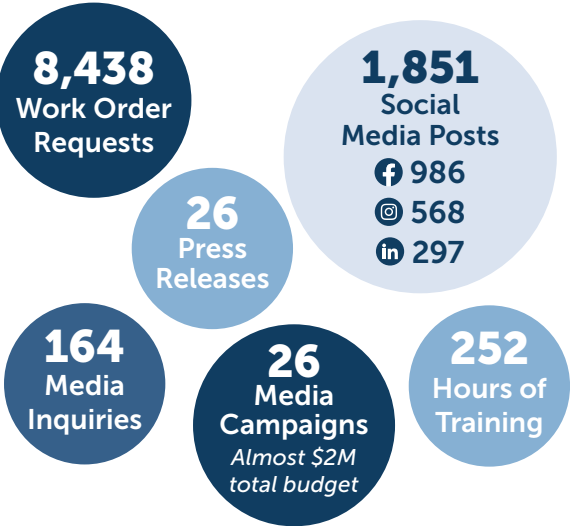 8,438
Work Order
Requests
1,851
Social
Media Posts
986
568
in 297
26
Press
Releases
164
Media
Inquiries
26
Media
Campaigns
Almost $2M
total budget
252
Hours of
Training